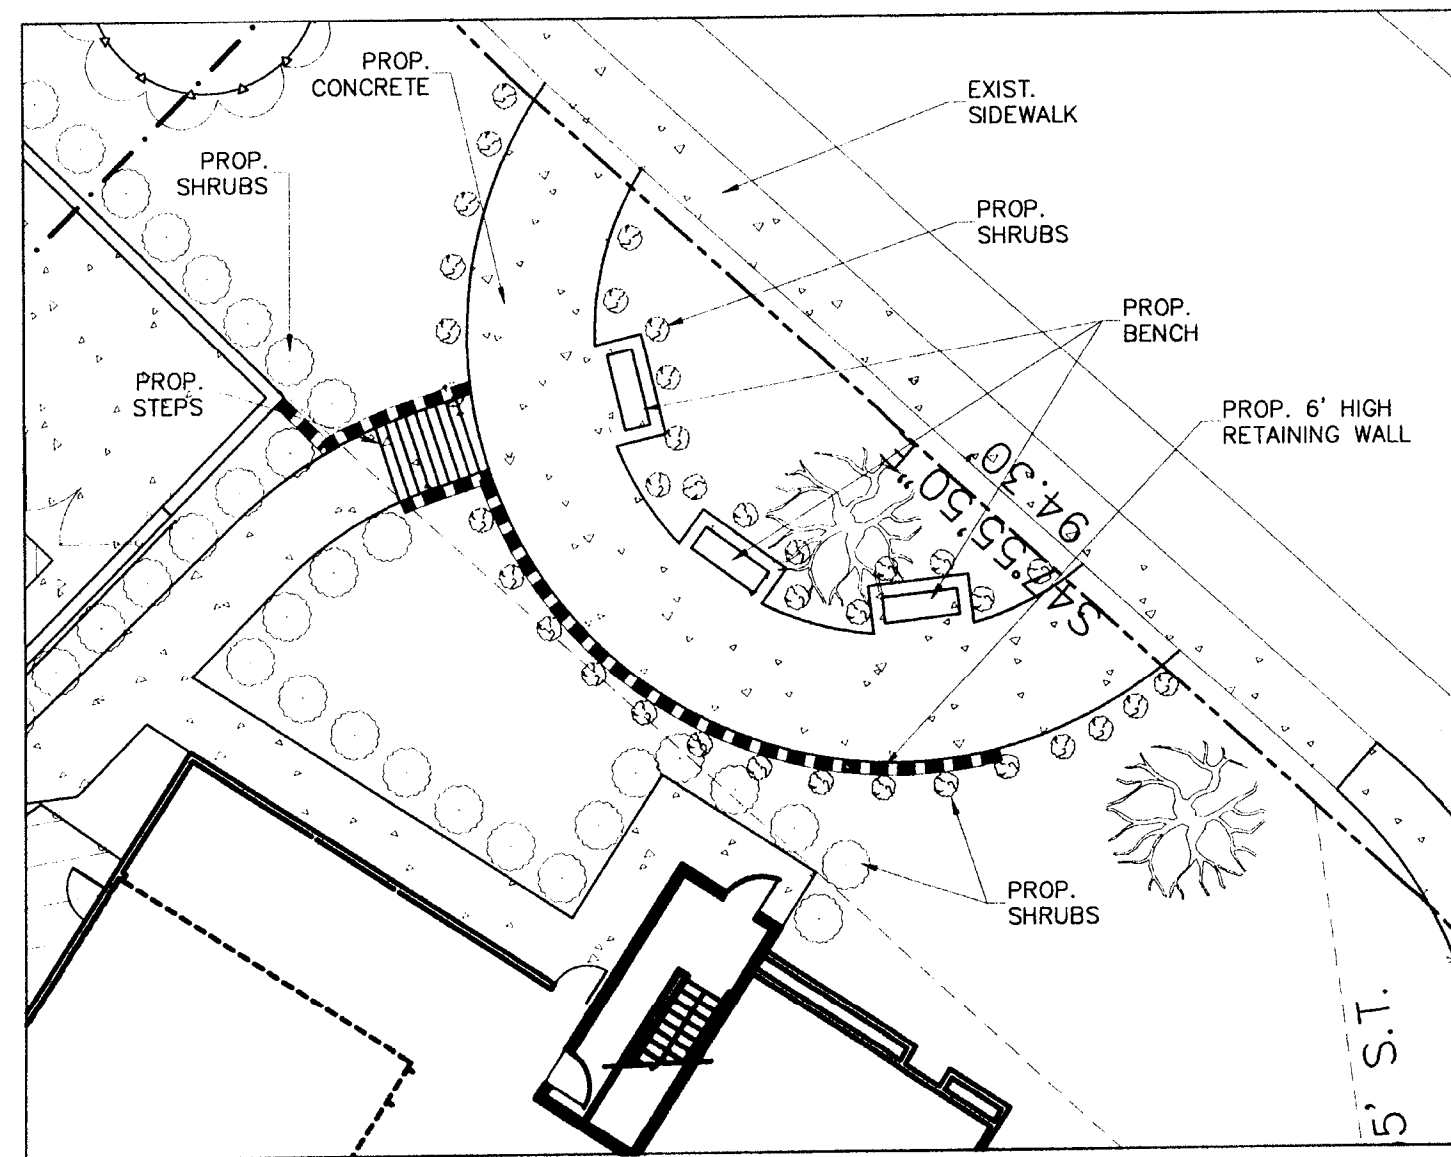 PROP.
CONCRETE
EXIST.
SIDEWALK
PROP.
SHRUBS
PROP.
SHRUBS
PROP.
BENCH
PROP.
STEPS
PROP. 6' HIGH
RETAINING WALL
S47°55'50"
94.30'
PROP.
SHRUBS
5' S.T.